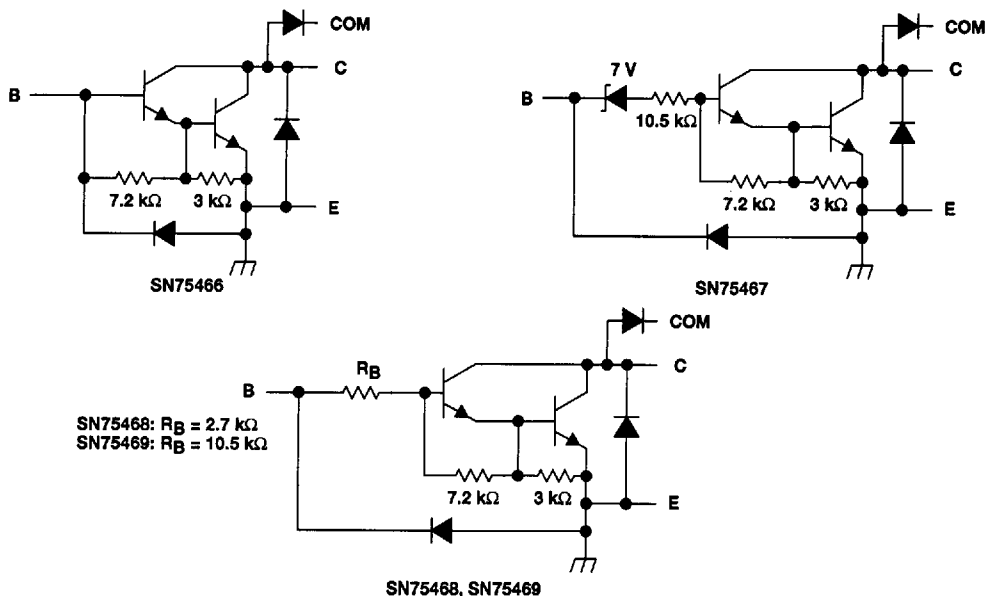 COM
C
B
7.2 kΩ
3 kΩ
E
SN75466
COM
C
7 V
B
10.5 kΩ
7.2 kΩ
3 kΩ
E
SN75467
COM
C
RB
B
SN75468: RB = 2.7 kΩ
SN75469: RB = 10.5 kΩ
7.2 kΩ
3 kΩ
E
SN75468, SN75469